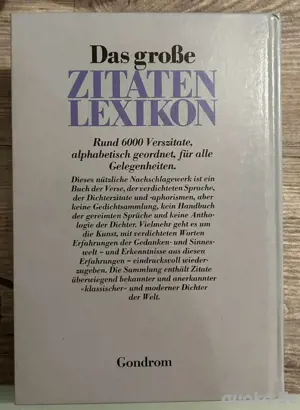 Das große
ZITATEN
LEXIKON
Rund 6000 Verszitate,
alphabetisch geordnet, für alle
Gelegenheiten.
Dieses nützliche Nachschlagewerk ist ein
Buch der Verse, der verdichteten Sprache,
der Dichterzitate und -aphorismen, aber
keine Gedichtsammlung, kein Handbuch
der gereimten Sprüche und keine Antho-
logie der Dichter. Vielmehr geht es um
die Kunst, mit verdichteten Worten
Erfahrungen der Gedanken- und Sinnes-
welt – und Erkenntnisse aus diesen
Erfahrungen – eindrucksvoll wieder-
zugeben. Die Sammlung enthält Zitate
überwiegend bekannter und anerkannter
»klassischer« und moderner Dichter
der Welt.
Gondrom